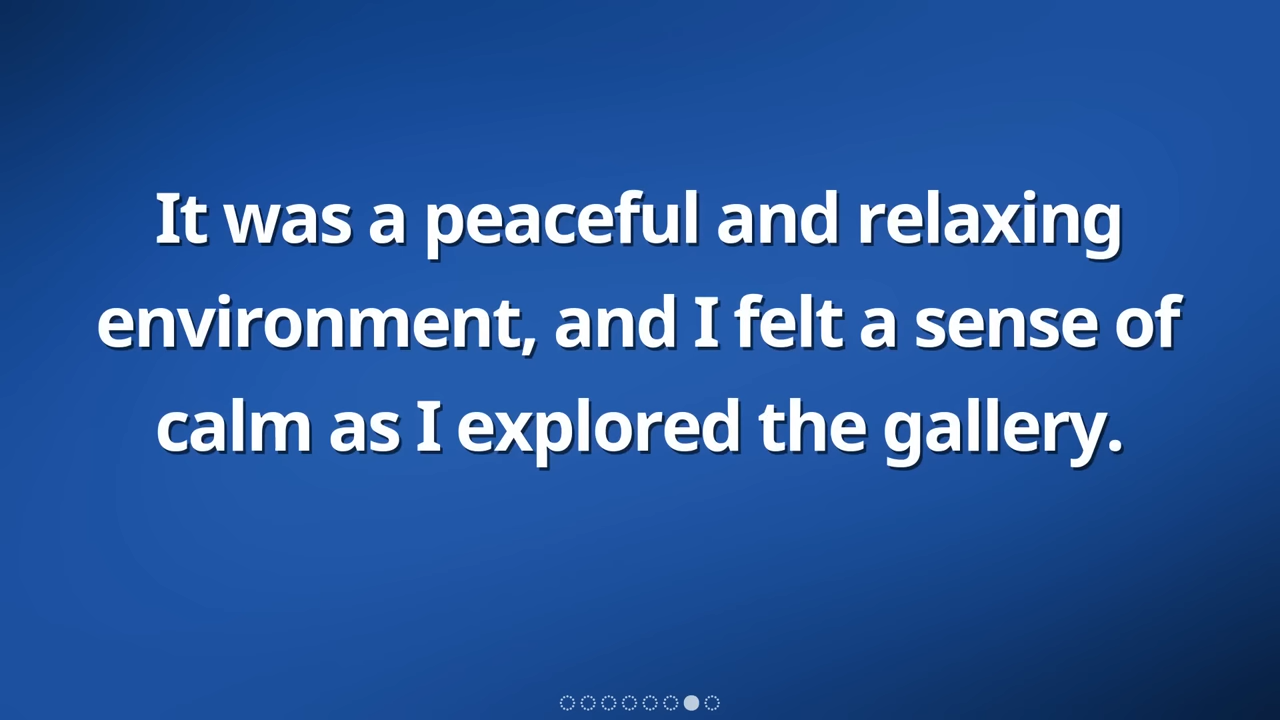 It was a peaceful and relaxing
environment, and I felt a sense of
calm as I explored the gallery.